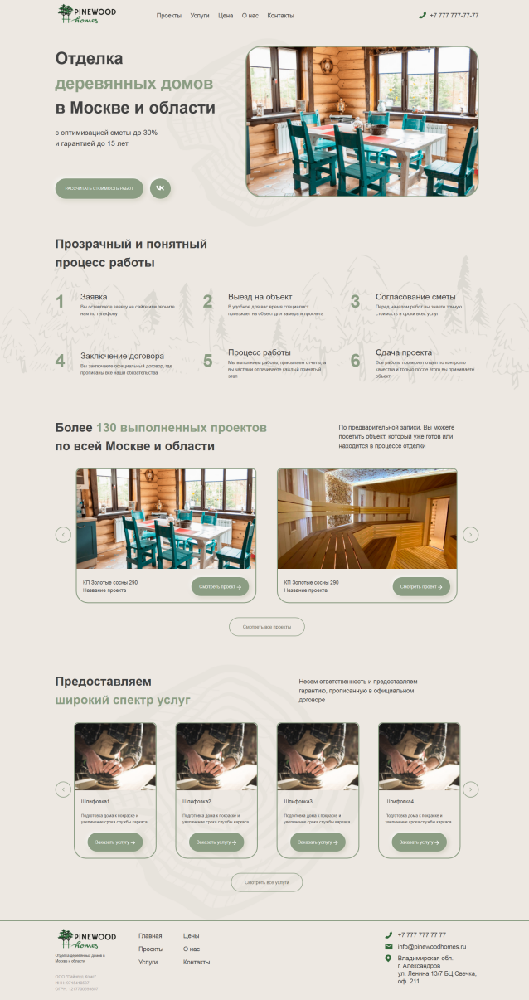 PINEWOOD
homes
Проекты Услуги Цена О нас Контакты
+7 777 777-77-77
Отделка
деревянных домов
в Москве и области
с оптимизацией сметы до 30%
и гарантией до 15 лет
РАССЧИТАТЬ СТОИМОСТЬ РАБОТ
Прозрачный и понятный
процесс работы
1
Заявка
Вы оставляете заявку на сайте или звоните
нам по телефону
2
Выезд на объект
В удобное для вас время специалист
приезжает на объект для замера и просчета
3
Согласование сметы
Перед началом работ вы знаете точную
стоимость и сроки всех услуг
4
Заключение договора
Вы заключаете официальный договор, где
прописаны все наши обязательства
5
Процесс работы
Мы выполняем работы, присылаем отчеты, а
вы частями оплачиваете каждый принятый
этап
6
Сдача проекта
Все работы проверяет отдел по контролю
качества и только после этого вы принимаете
объект
Более 130 выполненных проектов
по всей Москве и области
По предварительной записи, Вы можете
посетить объект, который уже готов или
находится в процессе отделки
КП Золотые сосны 290
Название проекта
Смотреть проект
КП Золотые сосны 290
Название проекта
Смотреть проект
Смотреть все проекты
Предоставляем
широкий спектр услуг
Несем ответственность и предоставляем
гарантию, прописанную в официальном
договоре
Шлифовка1
Подготовка дома к покраске и
увеличение срока службы каркаса
Заказать услугу
Шлифовка2
Подготовка дома к покраске и
увеличение срока службы каркаса
Заказать услугу
Шлифовка3
Подготовка дома к покраске и
увеличение срока службы каркаса
Заказать услугу
Шлифовка4
Подготовка дома к покраске и
увеличение срока службы каркаса
Заказать услугу
Смотреть все услуги
PINEWOOD
homes
Отделка деревянных домов в
Москве и области
ООО "Пайнвуд Хомс"
Главная
Проекты
Услуги
Цены
О нас
Контакты
+7 777 777 77 77
info@pinewoodhomes.ru
Владимирская обл.
г. Александров
ул. Ленина 13/7 БЦ Свечка,
оф. 211